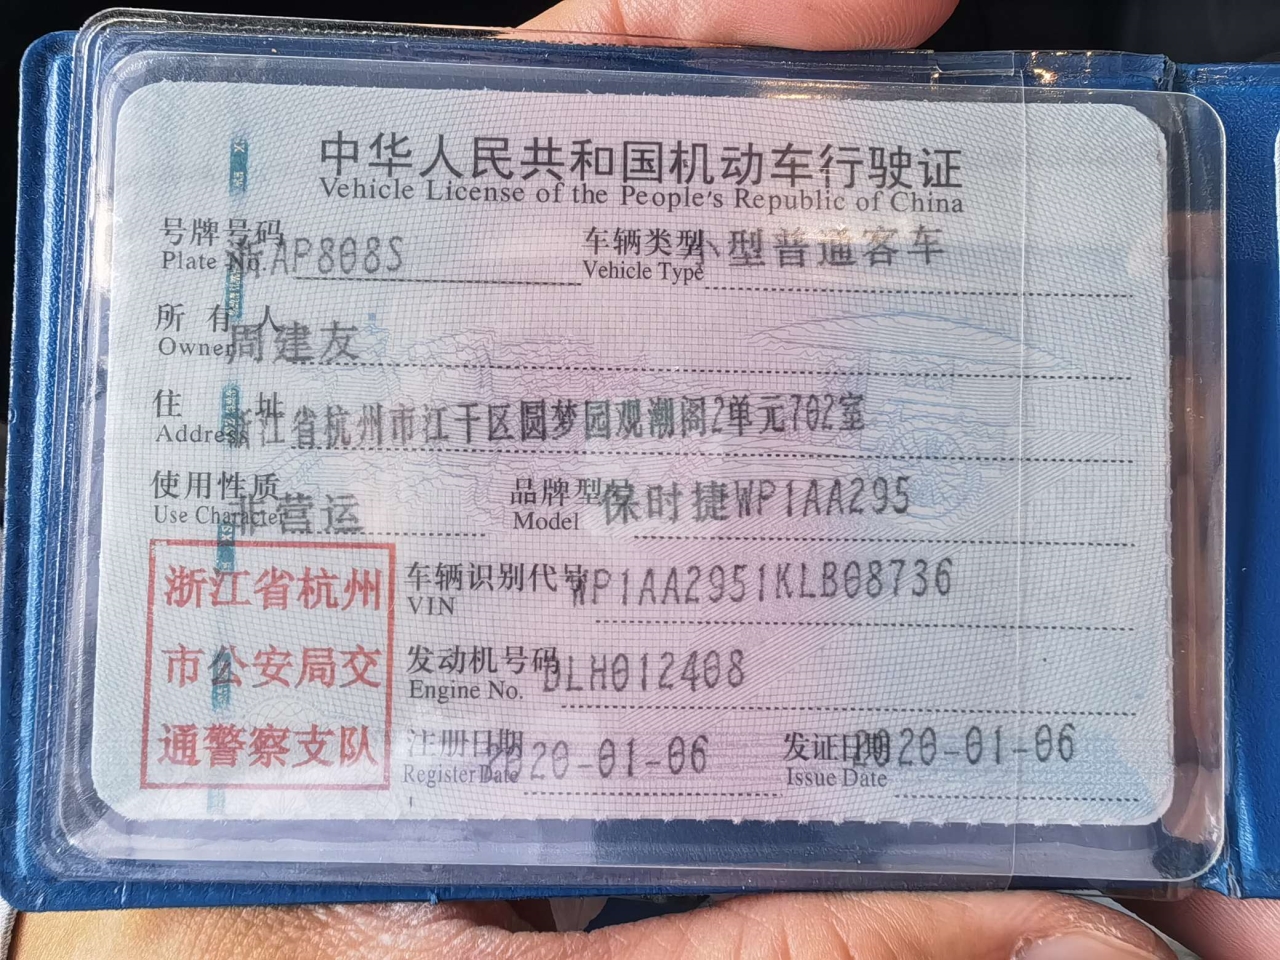 中华人民共和国机动车行驶证
Vehicle License of the People's Republic of China
号牌号码 浙AP808S 车辆类型 小型普通客车
Plate No. Vehicle Type
所有人 周建友
Owner
住址 浙江省杭州市江干区圆梦园观潮阁2单元702室
Address
使用性质 非营运 品牌型号 保时捷WP1AA295
Use Character Model
浙江省杭州
市公安局交
通警察支队
车辆识别代号 WP1AA2951KLB08736
VIN
发动机号码 DLH012408
Engine No.
注册日期 2020-01-06 发证日期 2020-01-06
Register Date Issue Date